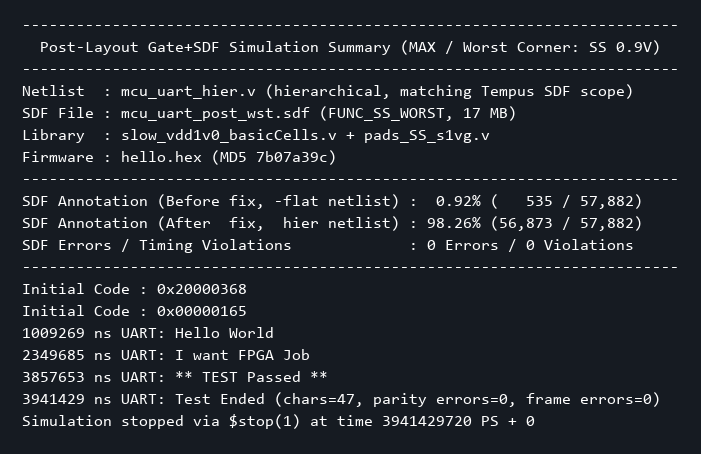 -------------------------------------------------------------------------
Post-Layout Gate+SDF Simulation Summary (MAX / Worst Corner: SS 0.9V)
-------------------------------------------------------------------------
Netlist  : mcu_uart_hier.v (hierarchical, matching Tempus SDF scope)
SDF File : mcu_uart_post_wst.sdf (FUNC_SS_WORST, 17 MB)
Library  : slow_vdd1v0_basicCells.v + pads_SS_s1vg.v
Firmware : hello.hex (MD5 7b07a39c)
-------------------------------------------------------------------------
SDF Annotation (Before fix, -flat netlist) :  0.92% (   535 / 57,882)
SDF Annotation (After  fix,  hier netlist) : 98.26% (56,873 / 57,882)
SDF Errors / Timing Violations             : 0 Errors / 0 Violations
-------------------------------------------------------------------------
Initial Code : 0x20000368
Initial Code : 0x00000165
1009269 ns UART: Hello World
2349685 ns UART: I want FPGA Job
3857653 ns UART: ** TEST Passed **
3941429 ns UART: Test Ended (chars=47, parity errors=0, frame errors=0)
Simulation stopped via $stop(1) at time 3941429720 PS + 0